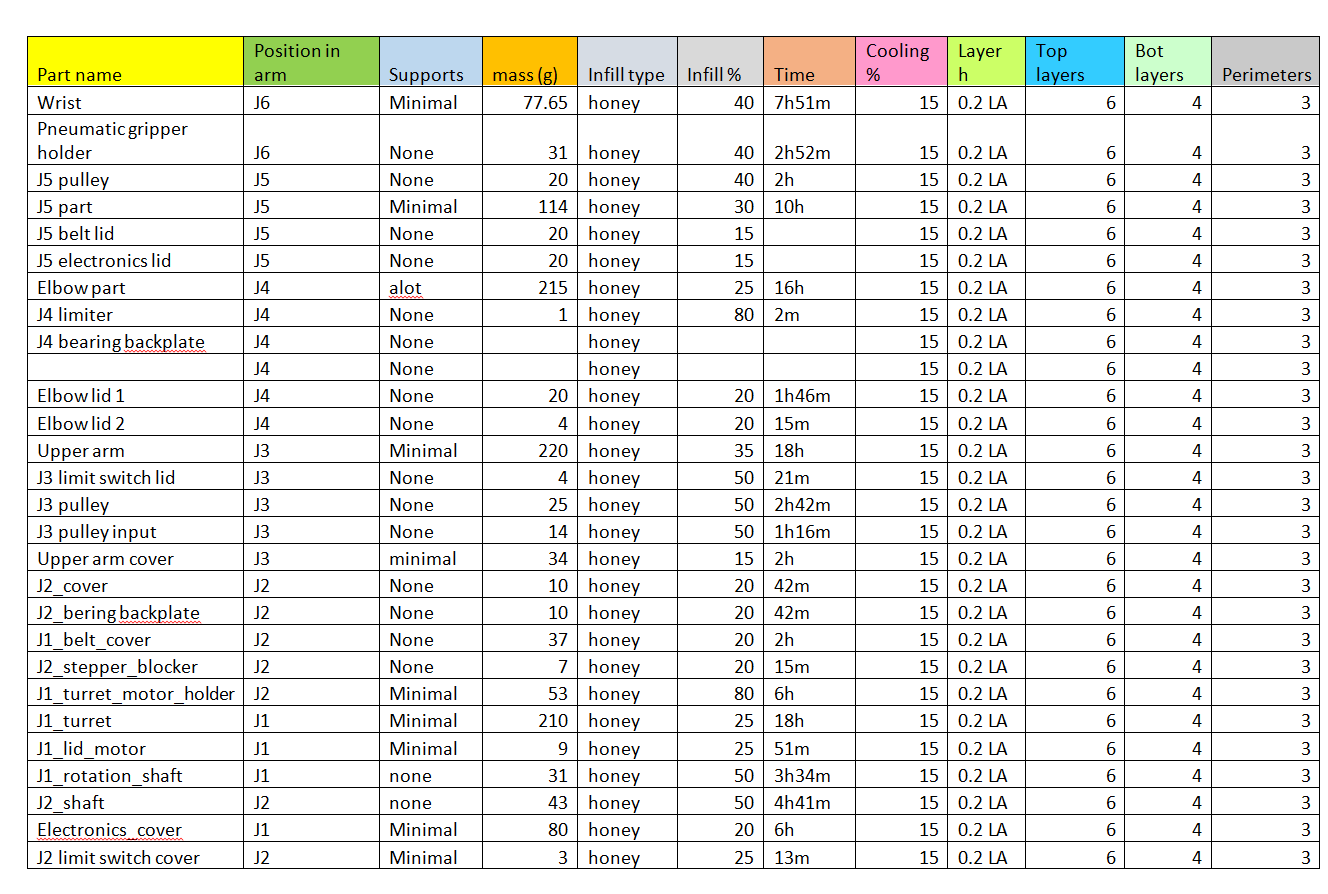 Part name Position in arm Supports mass (g) Infill type Infill % Time Cooling % Layer h Top layers Bot layers Perimeters
Wrist J6 Minimal 77.65 honey 40 7h51m 15 0.2 LA 6 4 3
Pneumatic gripper holder J6 None 31 honey 40 2h52m 15 0.2 LA 6 4 3
J5 pulley J5 None 20 honey 40 2h 15 0.2 LA 6 4 3
J5 part J5 Minimal 114 honey 30 10h 15 0.2 LA 6 4 3
J5 belt lid J5 None 20 honey 15 15 0.2 LA 6 4 3
J5 electronics lid J5 None 20 honey 15 15 0.2 LA 6 4 3
Elbow part J4 alot 215 honey 25 16h 15 0.2 LA 6 4 3
J4 limiter J4 None 1 honey 80 2m 15 0.2 LA 6 4 3
J4 bearing backplate J4 None honey 15 0.2 LA 6 4 3
J4 None honey 15 0.2 LA 6 4 3
Elbow lid 1 J4 None 20 honey 20 1h46m 15 0.2 LA 6 4 3
Elbow lid 2 J4 None 4 honey 20 15m 15 0.2 LA 6 4 3
Upper arm J3 Minimal 220 honey 35 18h 15 0.2 LA 6 4 3
J3 limit switch lid J3 None 4 honey 50 21m 15 0.2 LA 6 4 3
J3 pulley J3 None 25 honey 50 2h42m 15 0.2 LA 6 4 3
J3 pulley input J3 None 14 honey 50 1h16m 15 0.2 LA 6 4 3
Upper arm cover J3 minimal 34 honey 15 2h 15 0.2 LA 6 4 3
J2_cover J2 None 10 honey 20 42m 15 0.2 LA 6 4 3
J2_bering backplate J2 None 10 honey 20 42m 15 0.2 LA 6 4 3
J1_belt_cover J2 None 37 honey 20 2h 15 0.2 LA 6 4 3
J2_stepper_blocker J2 None 7 honey 20 15m 15 0.2 LA 6 4 3
J1_turret_motor_holder J2 Minimal 53 honey 80 6h 15 0.2 LA 6 4 3
J1_turret J1 Minimal 210 honey 25 18h 15 0.2 LA 6 4 3
J1_lid_motor J1 Minimal 9 honey 25 51m 15 0.2 LA 6 4 3
J1_rotation_shaft J1 none 31 honey 50 3h34m 15 0.2 LA 6 4 3
J2_shaft J2 none 43 honey 50 4h41m 15 0.2 LA 6 4 3
Electronics_cover J1 Minimal 80 honey 20 6h 15 0.2 LA 6 4 3
J2 limit switch cover J2 Minimal 3 honey 25 13m 15 0.2 LA 6 4 3